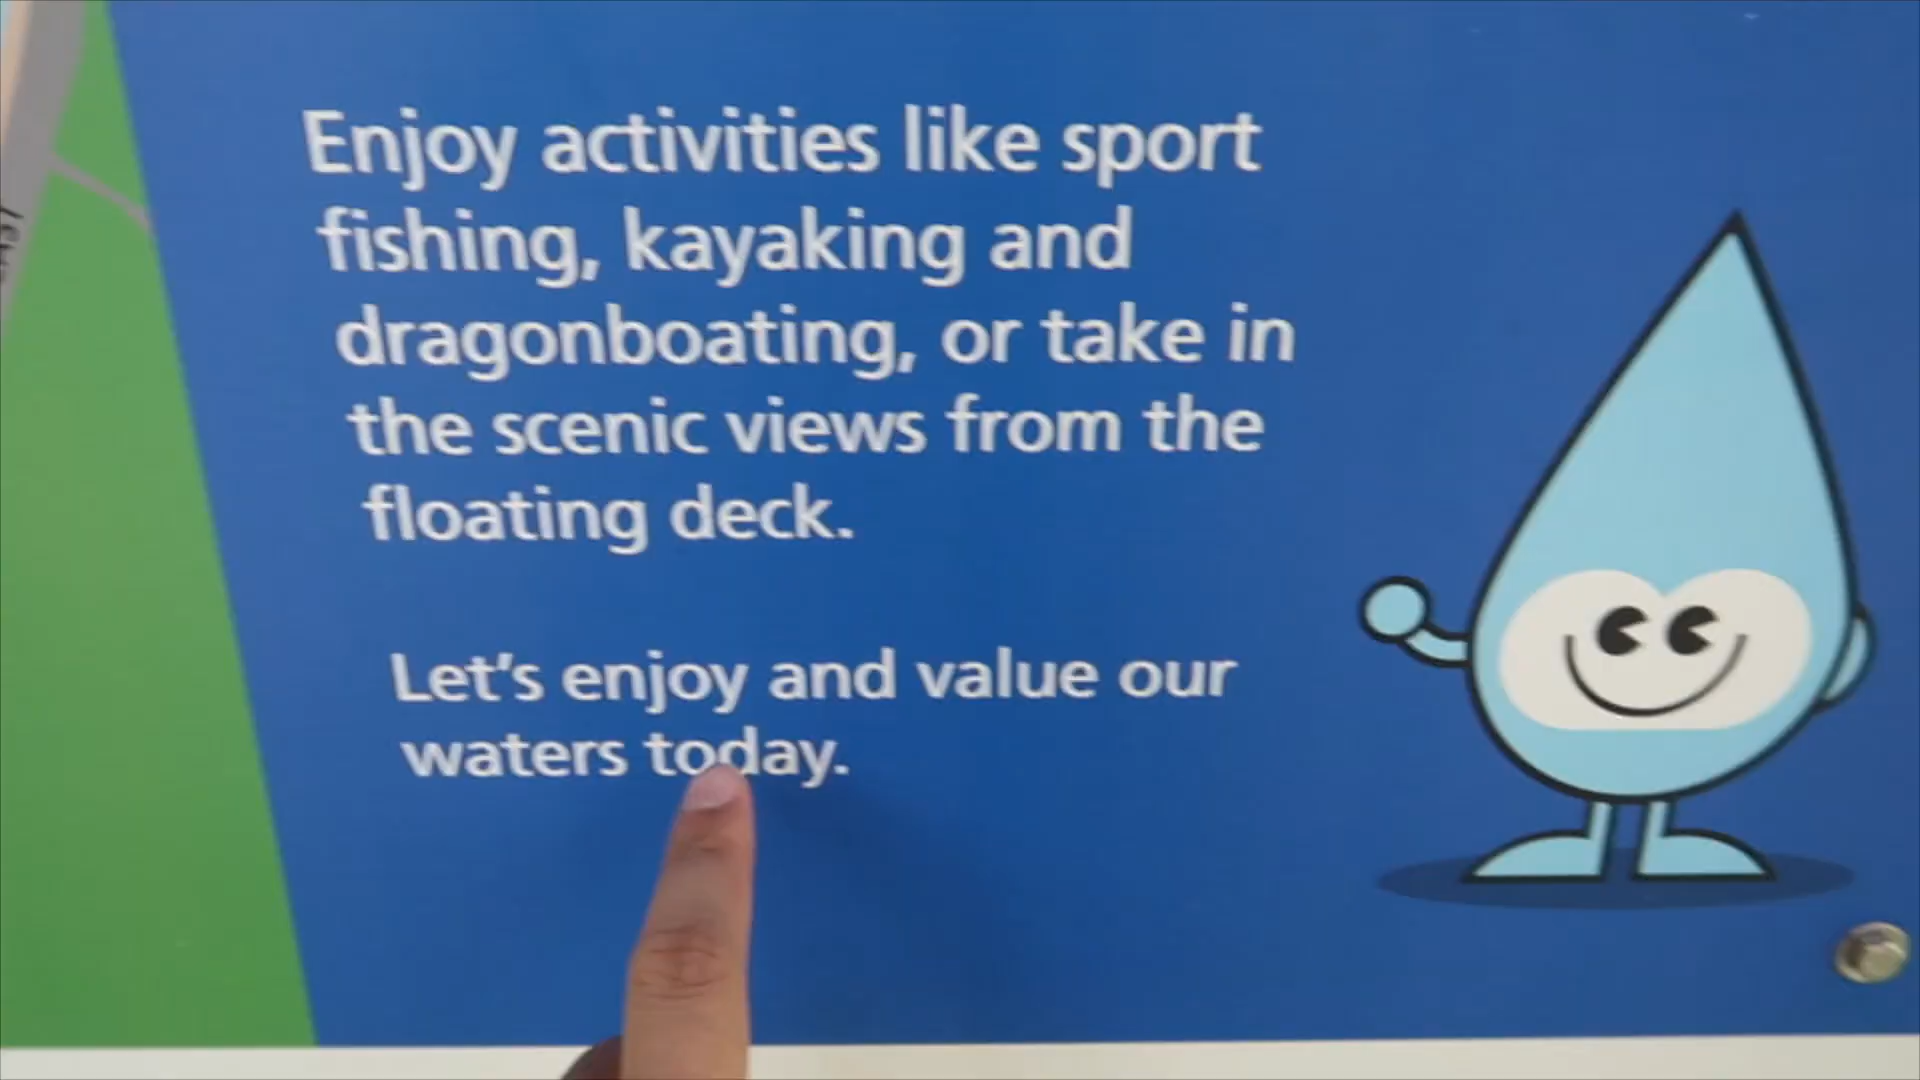 Enjoy activities like sport
fishing, kayaking and
dragonboating, or take in
the scenic views from the
floating deck.
Let's enjoy and value our
waters today.